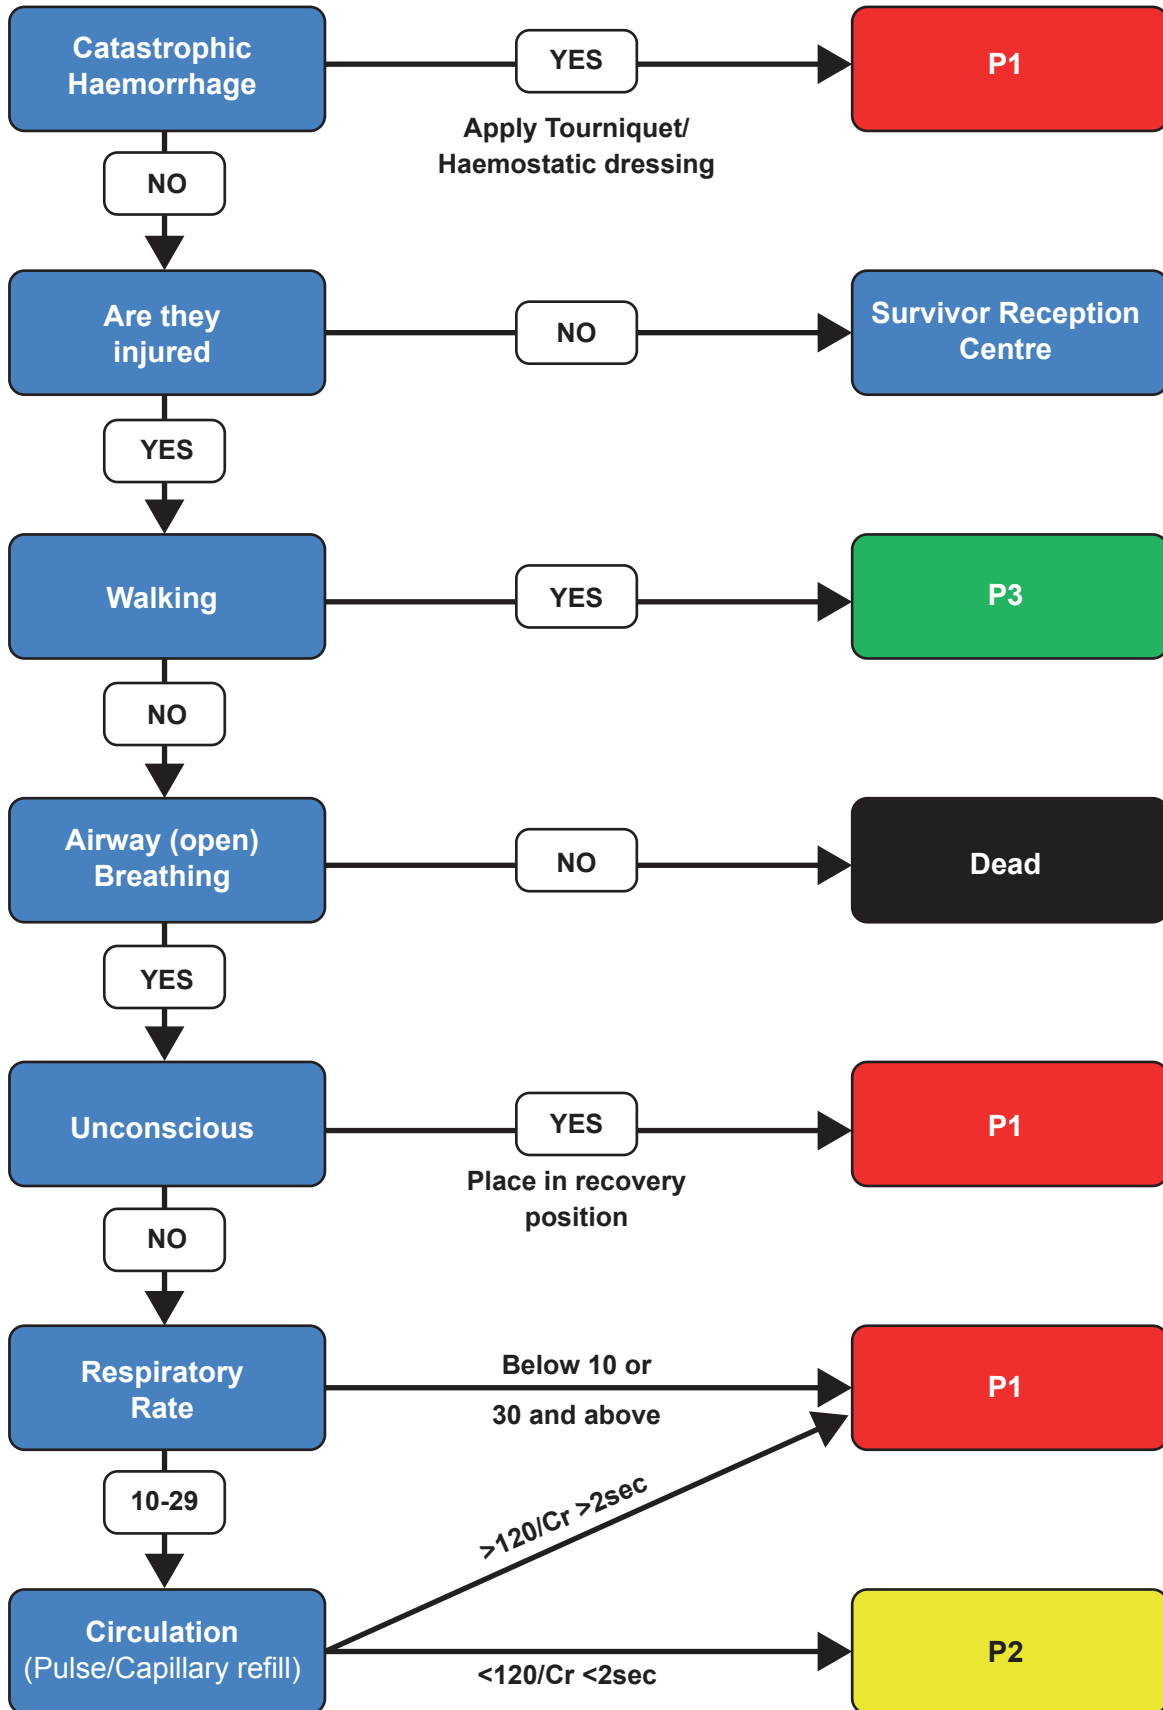 Catastrophic
Haemorrhage
YES
P1
Apply Tourniquet/
Haemostatic dressing
NO
Are they
injured
NO
Survivor Reception
Centre
YES
Walking
YES
P3
NO
Airway (open)
Breathing
NO
Dead
YES
Unconscious
YES
P1
Place in recovery
position
NO
Respiratory
Rate
Below 10 or
30 and above
P1
10-29
>120/Cr >2sec
Circulation
(Pulse/Capillary refill)
<120/Cr <2sec
P2